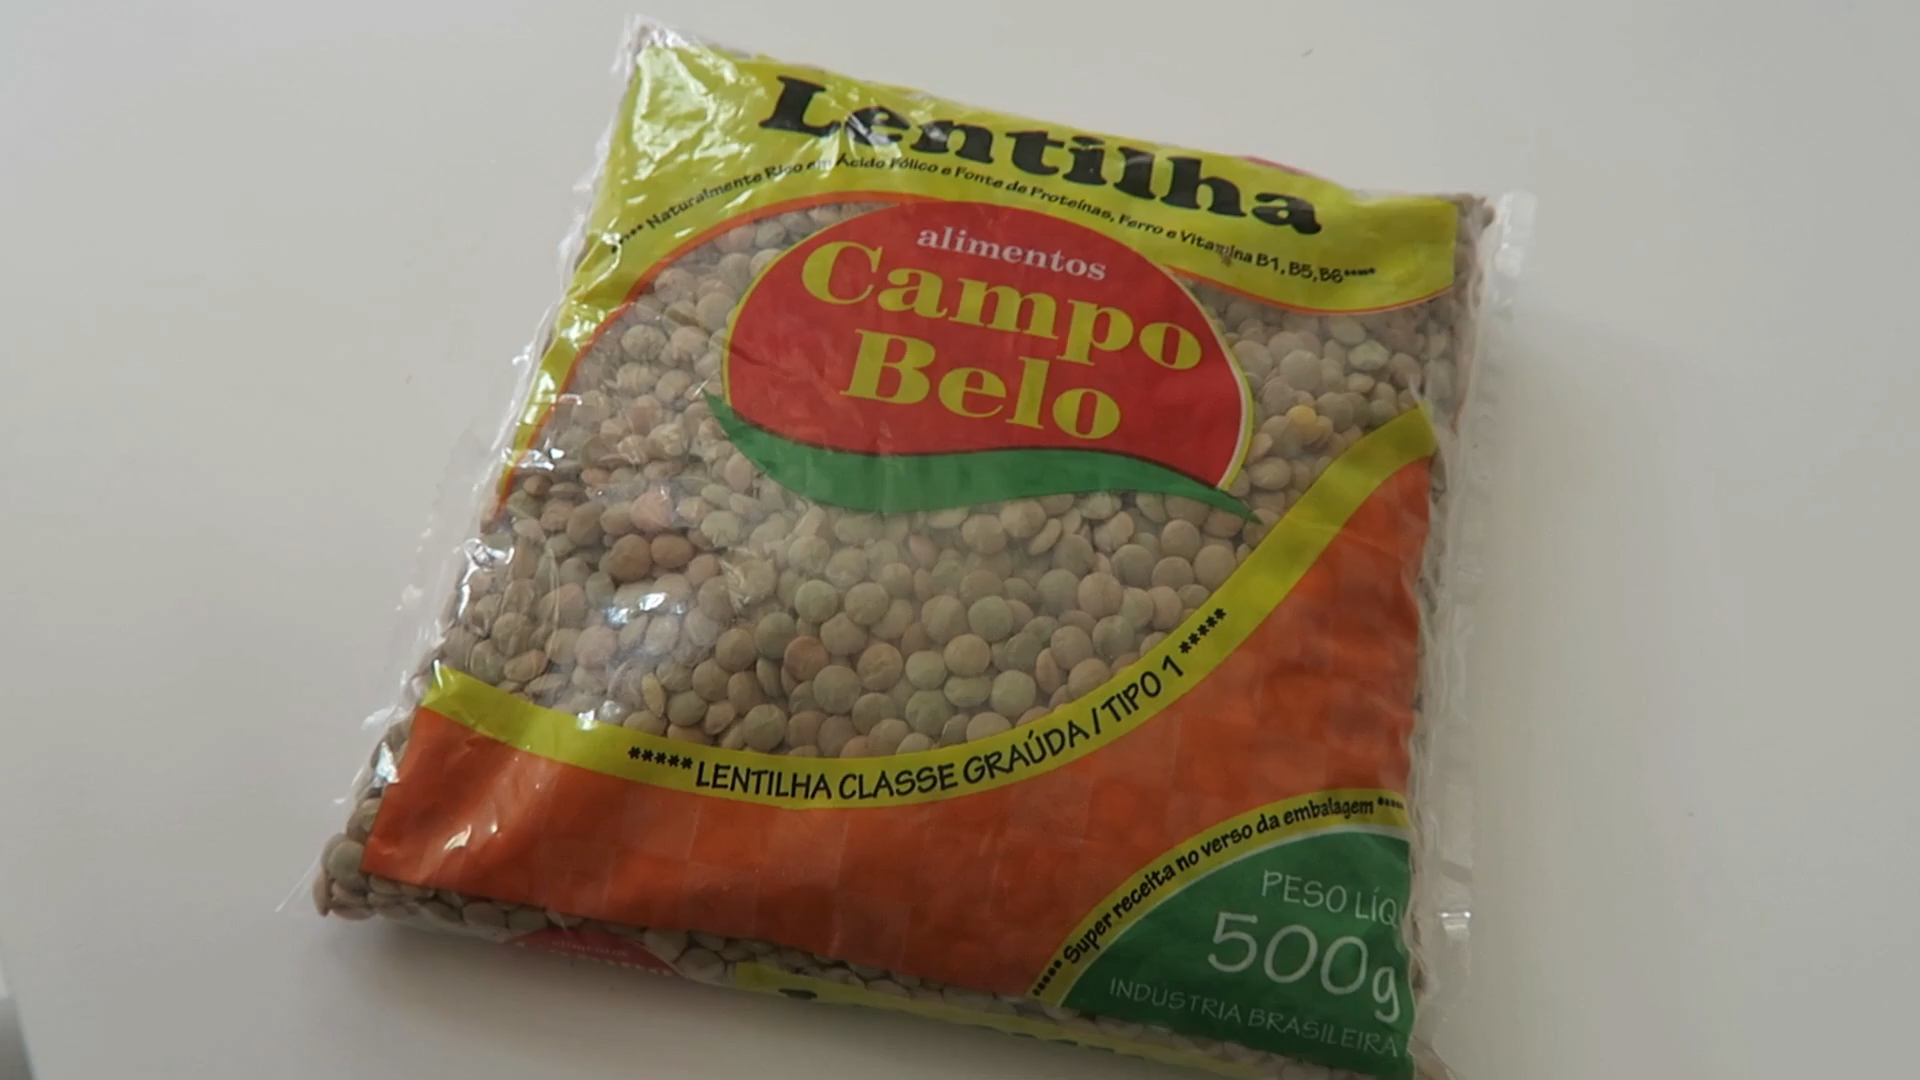 Lentilha
**** Naturalmente Rico em Ácido Fólico e Fonte de Proteínas, Ferro e Vitamina B1, B5, B6****
alimentos
Campo
Belo
***** LENTILHA CLASSE GRAÚDA / TIPO 1 *****
***** Super receita no verso da embalagem *****
PESO LÍQ
500g
INDÚSTRIA BRASILEIRA
alimentos